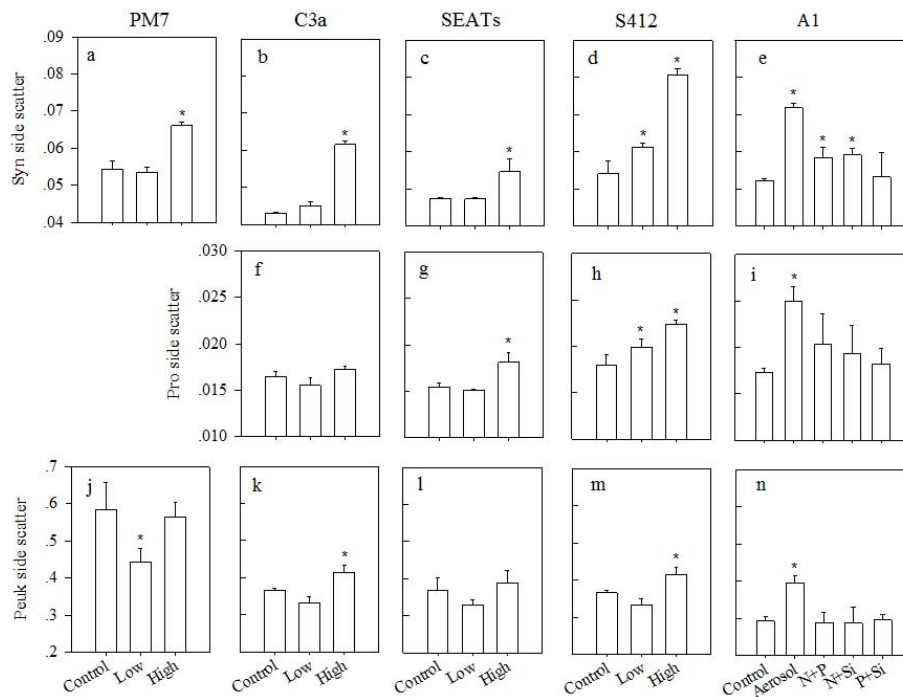 PM7 C3a SEATs S412 A1
Syn side scatter
.09
.08
.07
.06
.05
.04
a
*
b
*
c
*
d
*
*
e
*
*
*
Pro side scatter
.030
.025
.020
.015
.010
f
g
*
h
*
*
i
*
Peuk side scatter
.7
.6
.5
.4
.3
.2
j
*
k
*
l
m
*
n
*
Control Low High
Control Low High
Control Low High
Control Low High
Control Aerosol N+P N+Si P+Si